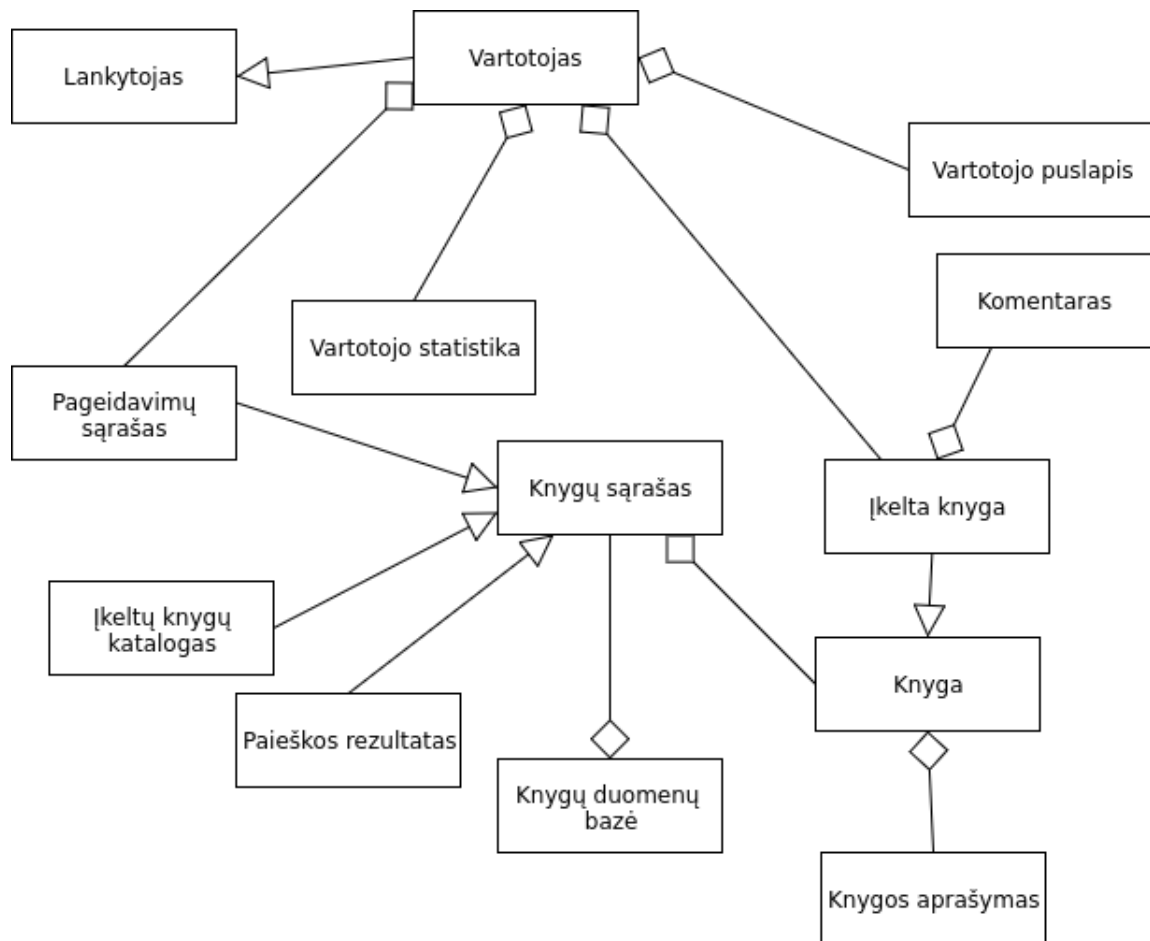 Lankytojas
Vartotojas
Vartotojo puslapis
Komentaras
Vartotojo statistika
Pageidavimų
sąrašas
Knygų sąrašas
Įkelta knyga
Įkeltų knygų
katalogas
Knyga
Paieškos rezultatas
Knygų duomenų
bazė
Knygos aprašymas